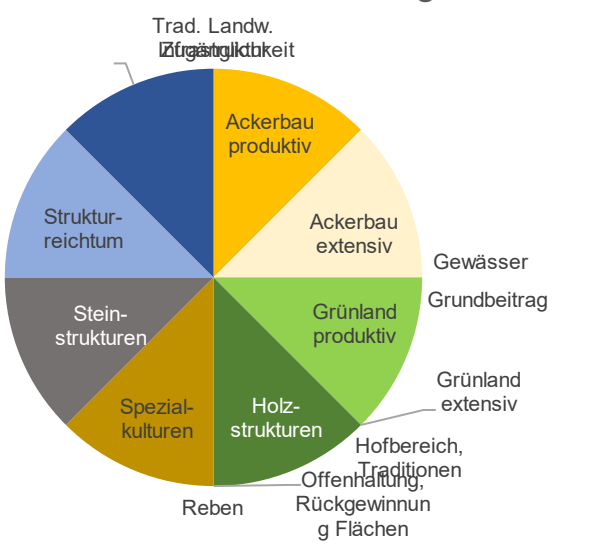 Trad. Landw.
Zugänglichkeit
Ackerbau
produktiv
Ackerbau
extensiv
Gewässer
Grundbeitrag
Grünland
produktiv
Grünland
extensiv
Holz-
strukturen
Hofbereich,
Traditionen
Offenhaltung,
Rückgewinnun
g Flächen
Reben
Spezial-
kulturen
Stein-
strukturen
Struktur-
reichtum